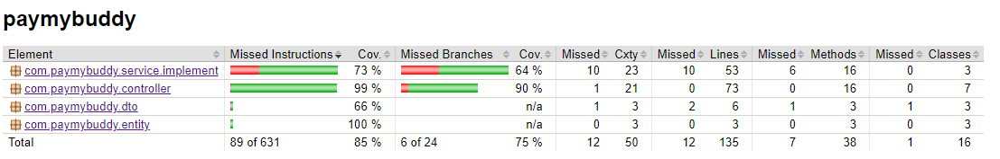 paymybuddy
Element Missed Instructions Cov. Missed Branches Cov. Missed Cxty Missed Lines Missed Methods Missed Classes
com.paymybuddy.service.implement 73 % 64 % 10 23 10 53 6 16 0 3
com.paymybuddy.controller 99 % 90 % 1 21 0 73 0 16 0 7
com.paymybuddy.dto 66 % n/a 1 3 2 6 1 3 1 3
com.paymybuddy.entity 100 % n/a 0 3 0 3 0 3 0 3
Total 89 of 631 85 % 6 of 24 75 % 12 50 12 135 7 38 1 16